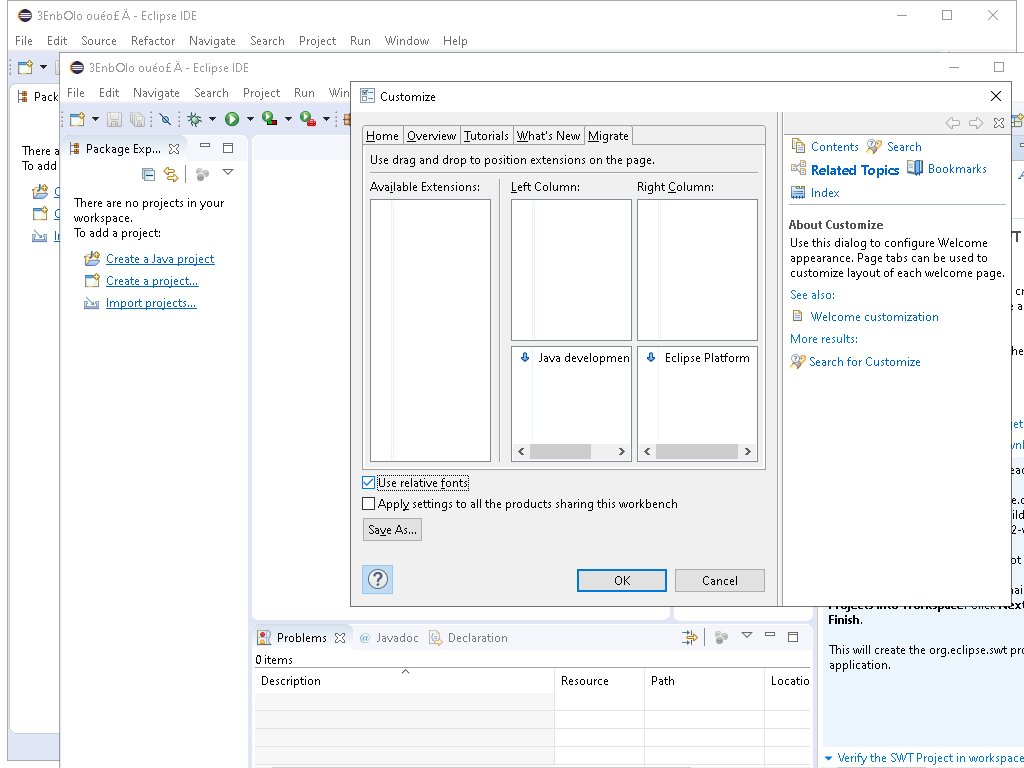 3EnbOlo ouéo£ Ä - Eclipse IDE
File Edit Source Refactor Navigate Search Project Run Window Help
3EnbOlo ouéo£ Ä - Eclipse IDE
File Edit Navigate Search Project Run
Customize
Home Overview Tutorials What's New Migrate
Use drag and drop to position extensions on the page.
Available Extensions: Left Column: Right Column:
Java developmen Eclipse Platform
Use relative fonts
Apply settings to all the products sharing this workbench
Save As...
OK Cancel
Contents Search
Related Topics Bookmarks
Index
About Customize
Use this dialog to configure Welcome
appearance. Page tabs can be used to
customize layout of each welcome page.
See also:
Welcome customization
More results:
Search for Customize
Pack
There a
To add
Package Exp...
There are no projects in your
workspace.
To add a project:
Create a Java project
Create a project...
Import projects...
Problems @ Javadoc Declaration
0 items
Description Resource Path Locatio
Projects into Workspace. Click Next
Finish.
This will create the org.eclipse.swt pro
application.
Verify the SWT Project in workspace